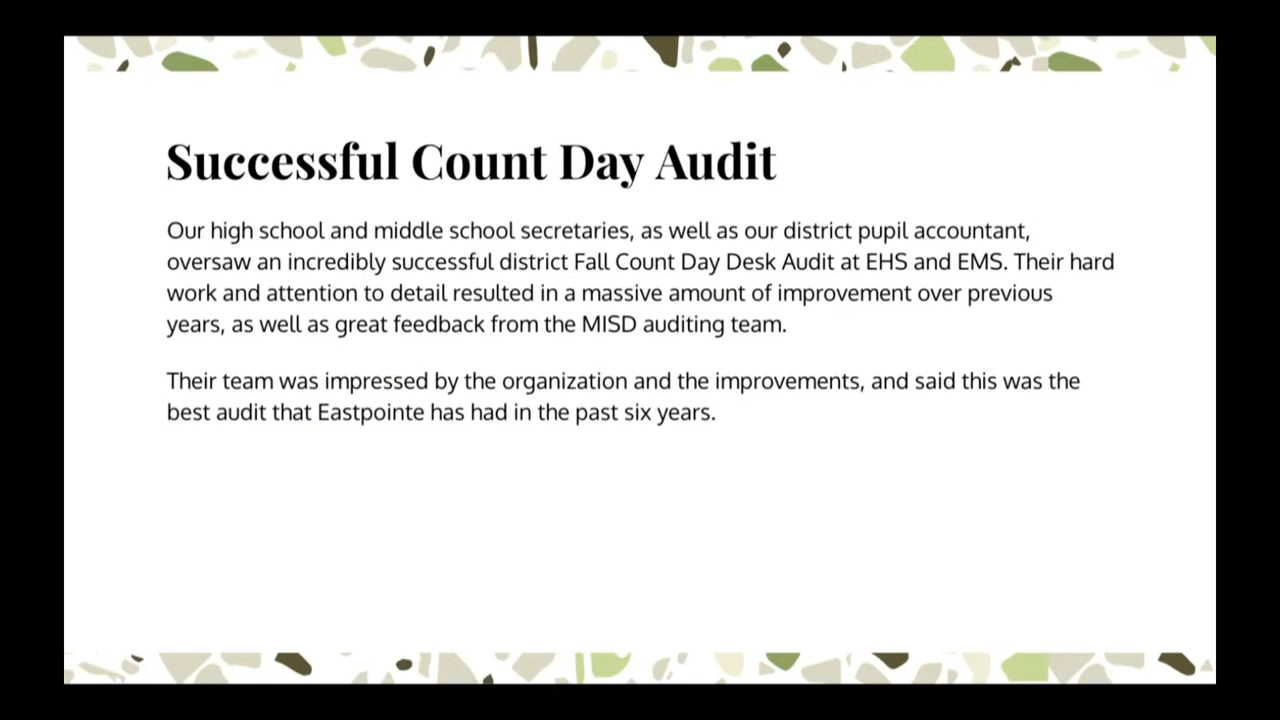 Successful Count Day Audit
Our high school and middle school secretaries, as well as our district pupil accountant,
oversaw an incredibly successful district Fall Count Day Desk Audit at EHS and EMS. Their hard
work and attention to detail resulted in a massive amount of improvement over previous
years, as well as great feedback from the MISD auditing team.
Their team was impressed by the organization and the improvements, and said this was the
best audit that Eastpointe has had in the past six years.